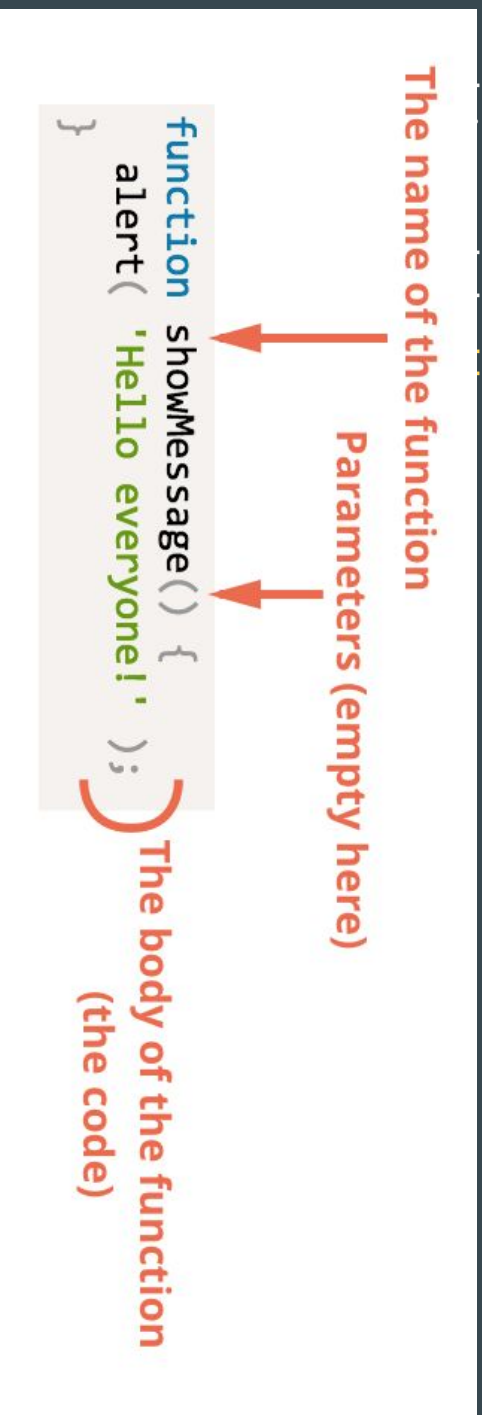 The name of the function
Parameters (empty here)
function showMessage() {
alert( 'Hello everyone!' );
}
The body of the function
(the code)